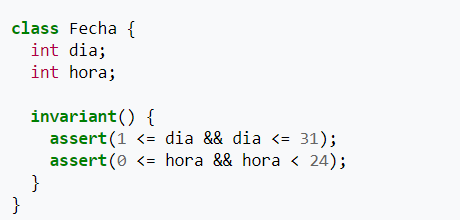 class Fecha {
  int dia;
  int hora;

  invariant() {
    assert(1 <= dia && dia <= 31);
    assert(0 <= hora && hora < 24);
  }
}